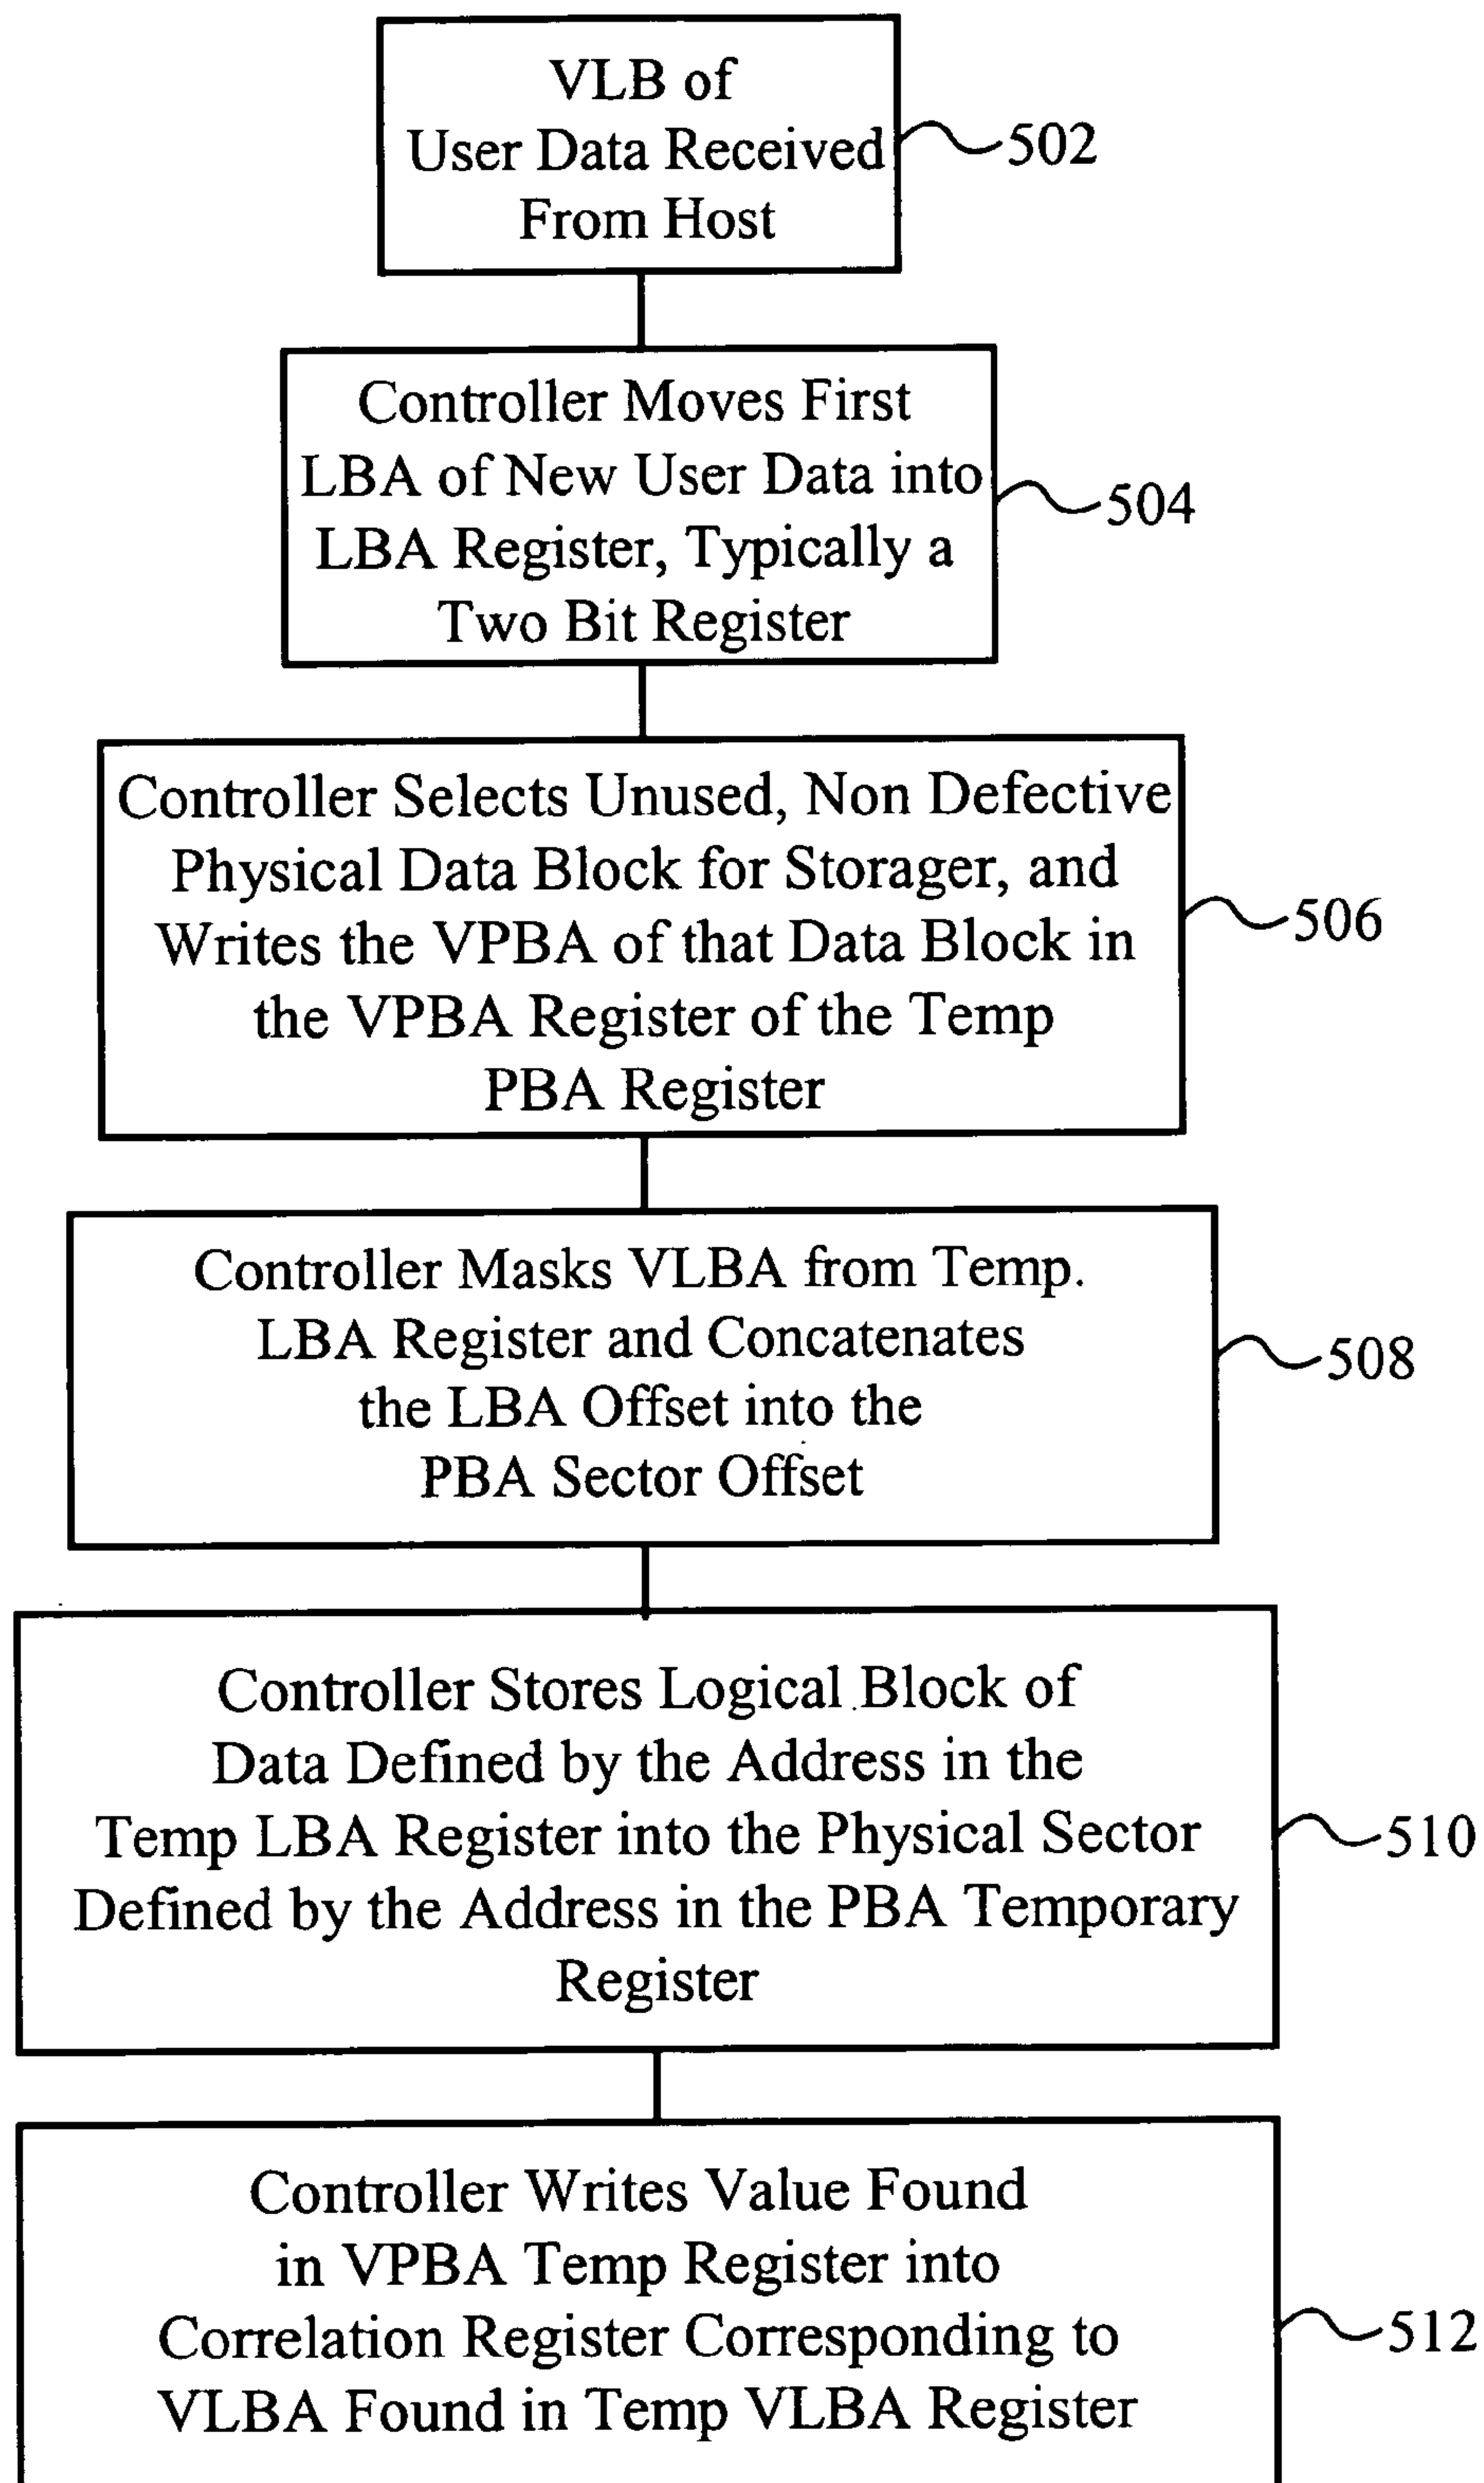 VLB of
User Data Received
From Host
502
Controller Moves First
LBA of New User Data into
LBA Register, Typically a
Two Bit Register
504
Controller Selects Unused, Non Defective
Physical Data Block for Storager, and
Writes the VPBA of that Data Block in
the VPBA Register of the Temp
PBA Register
506
Controller Masks VLBA from Temp.
LBA Register and Concatenates
the LBA Offset into the
PBA Sector Offset
508
Controller Stores Logical Block of
Data Defined by the Address in the
Temp LBA Register into the Physical Sector
Defined by the Address in the PBA Temporary
Register
510
Controller Writes Value Found
in VPBA Temp Register into
Correlation Register Corresponding to
VLBA Found in Temp VLBA Register
512